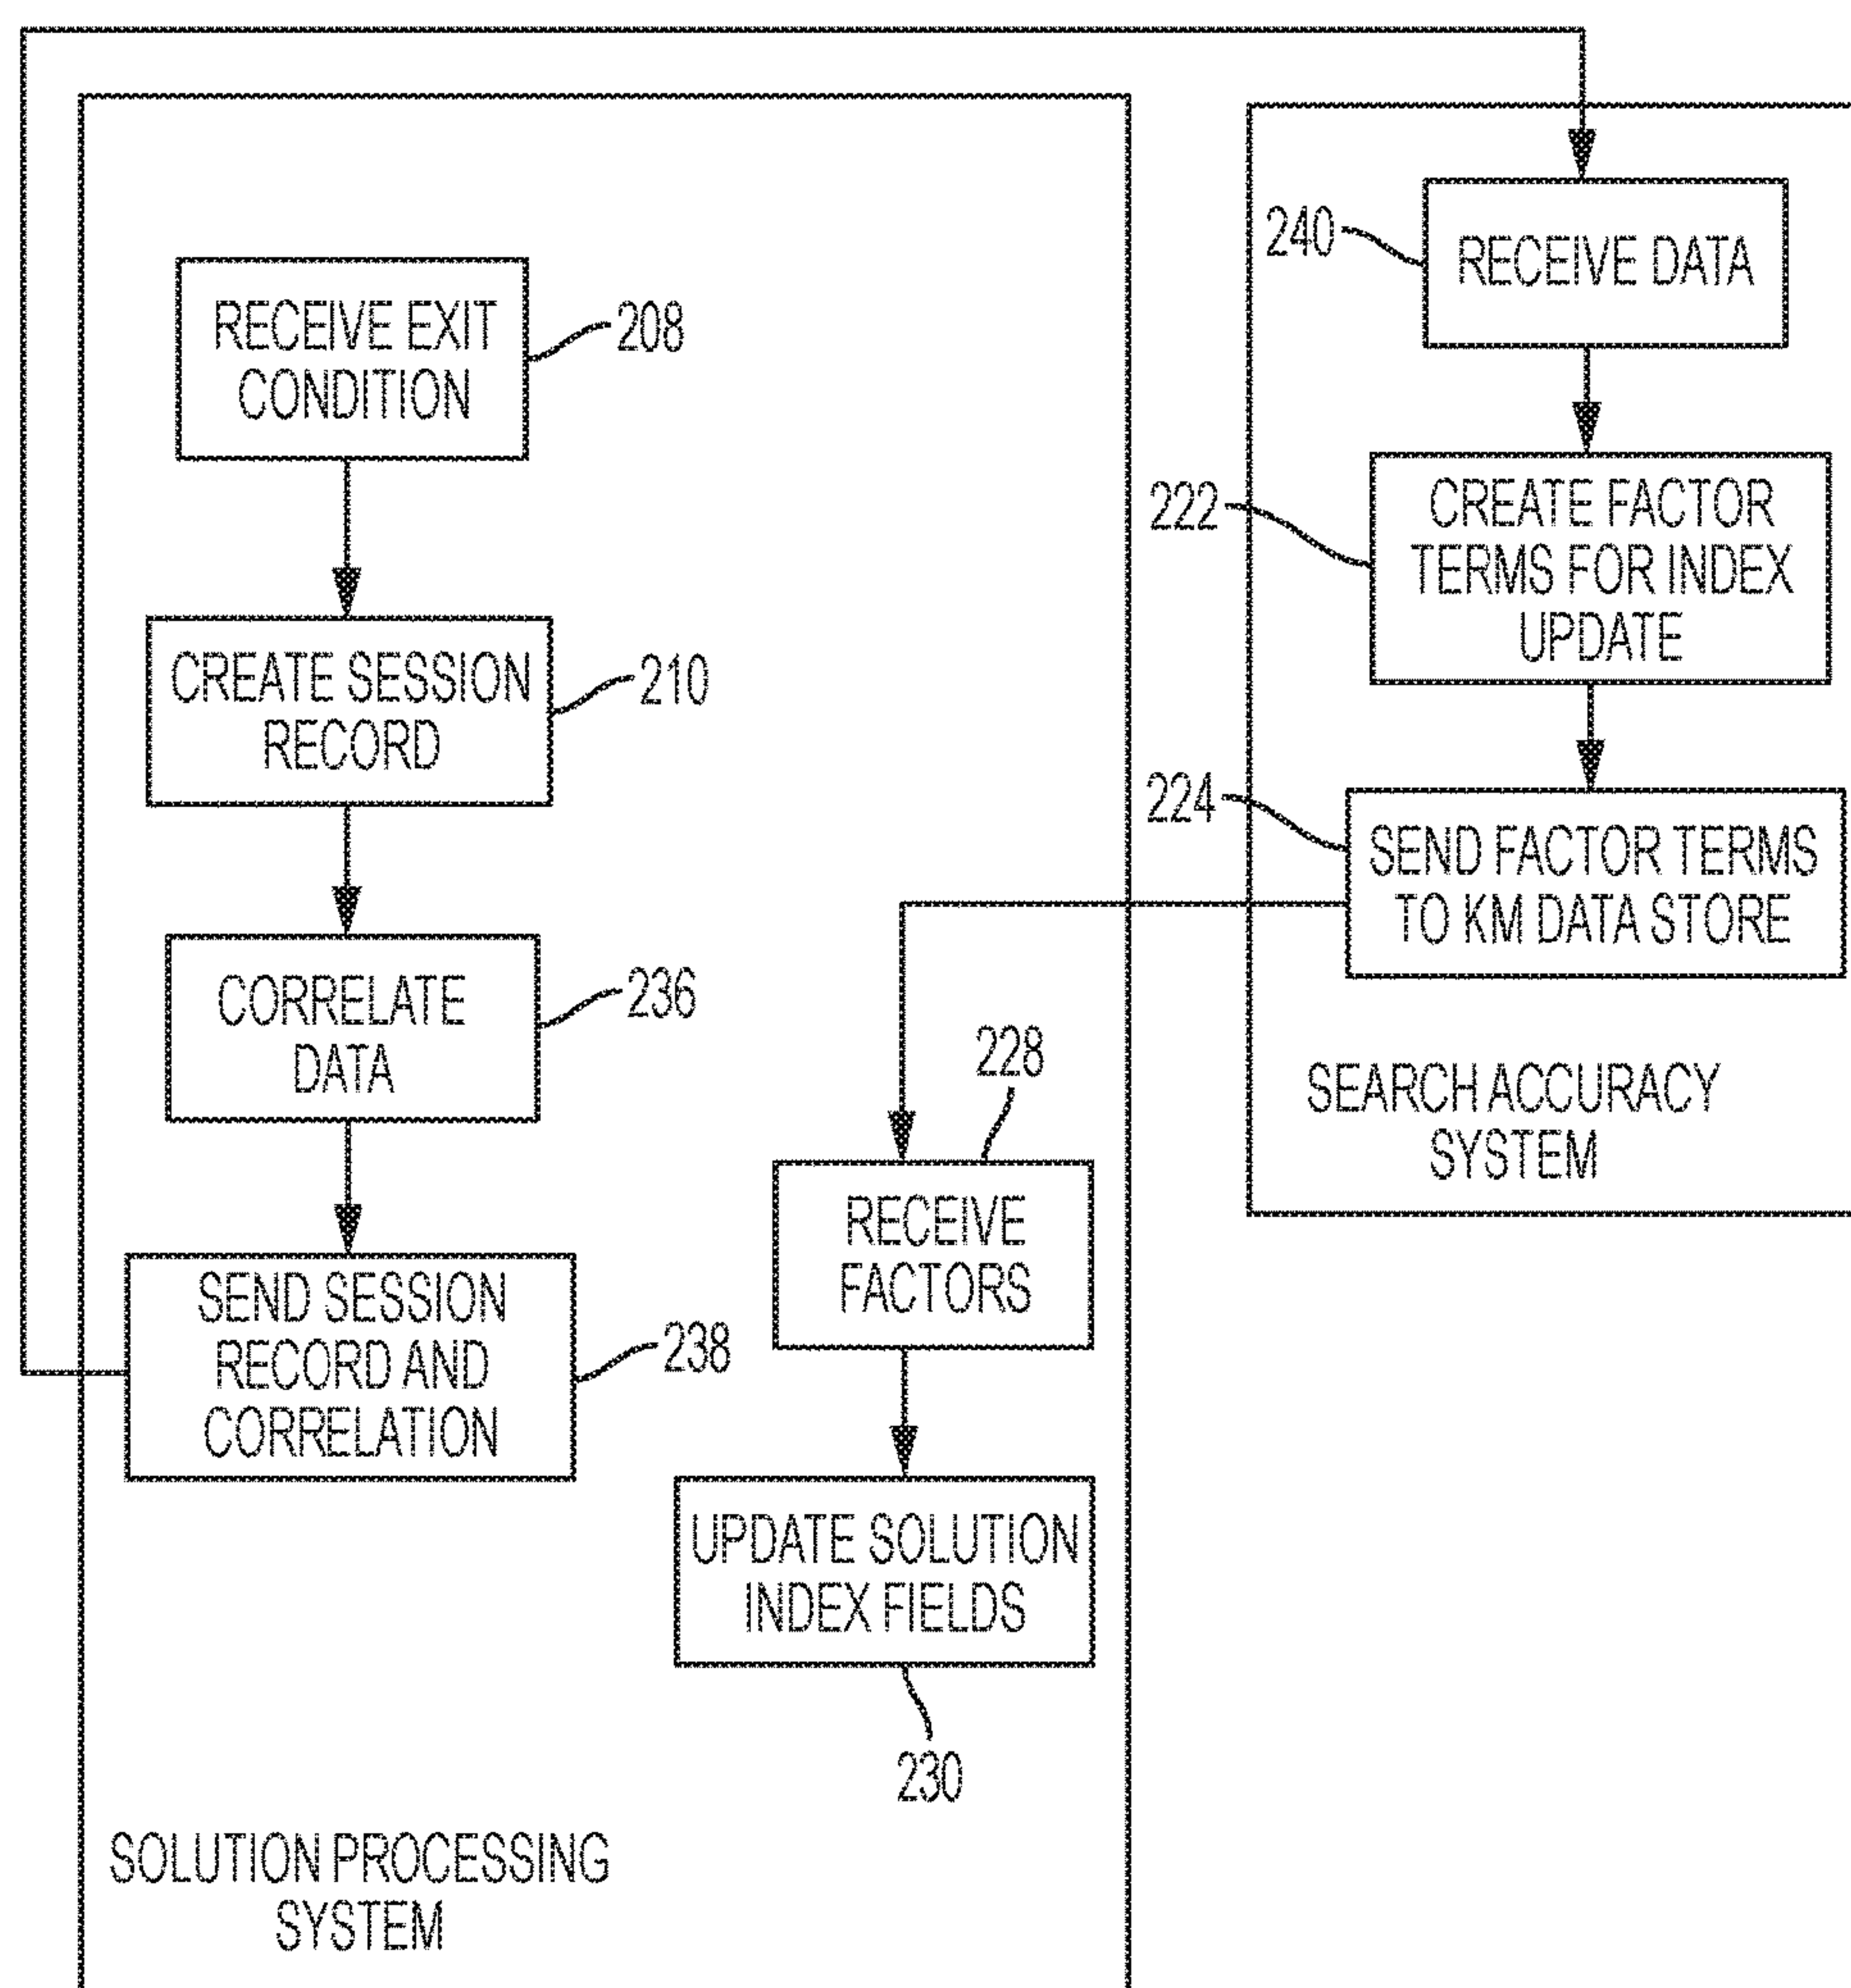 RECEIVE EXIT
CONDITION
208
CREATE SESSION
RECORD
210
CORRELATE
DATA
236
SEND SESSION
RECORD AND
CORRELATION
238
228
RECEIVE
FACTORS
UPDATE SOLUTION
INDEX FIELDS
230
SOLUTION PROCESSING
SYSTEM
240
RECEIVE DATA
222
CREATE FACTOR
TERMS FOR INDEX
UPDATE
224
SEND FACTOR TERMS
TO KM DATA STORE
SEARCH ACCURACY
SYSTEM